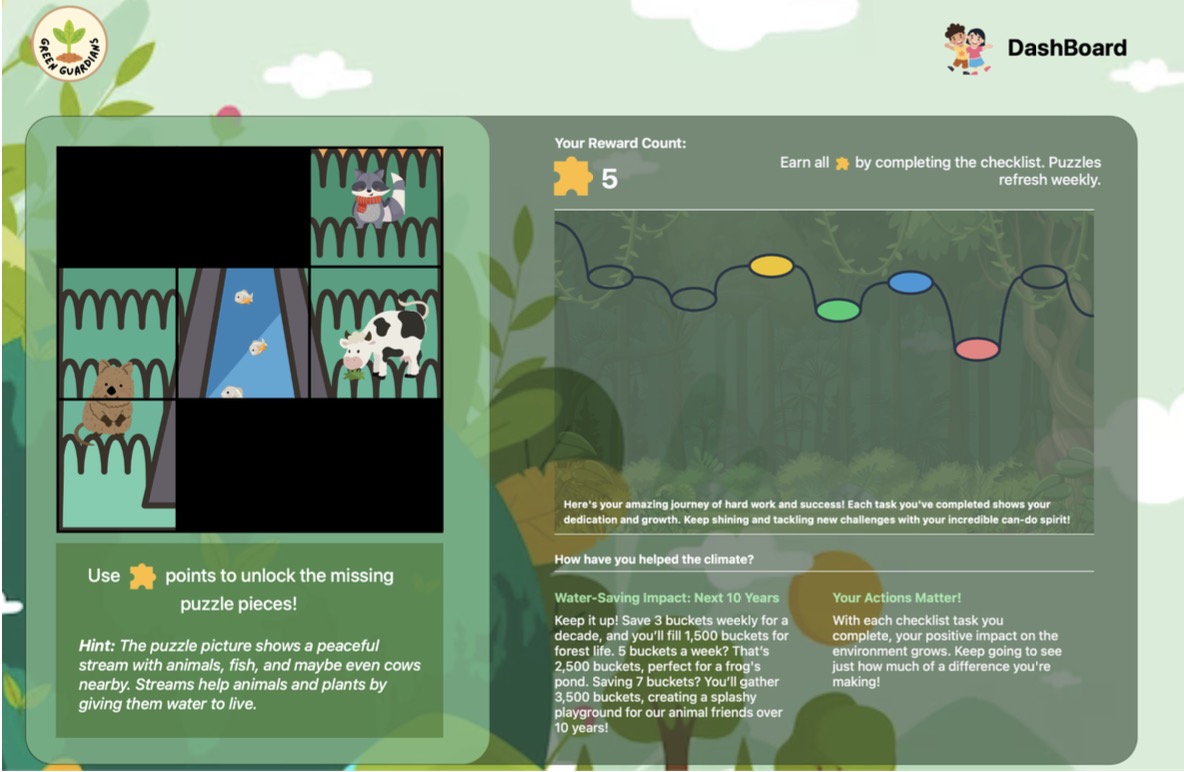 GREEN GUARDIANS
DashBoard
Your Reward Count:
5
Earn all by completing the checklist. Puzzles
refresh weekly.
Here's your amazing journey of hard work and success! Each task you've completed shows your
dedication and growth. Keep shining and tackling new challenges with your incredible can-do spirit!
Use points to unlock the missing
puzzle pieces!
Hint: The puzzle picture shows a peaceful
stream with animals, fish, and maybe even cows
nearby. Streams help animals and plants by
giving them water to live.
How have you helped the climate?
Water-Saving Impact: Next 10 Years
Keep it up! Save 3 buckets weekly for a
decade, and you’ll fill 1,500 buckets for
forest life. 5 buckets a week? That’s
2,500 buckets, perfect for a frog's
pond. Saving 7 buckets? You’ll gather
3,500 buckets, creating a splashy
playground for our animal friends over
10 years!
Your Actions Matter!
With each checklist task you
complete, your positive impact on the
environment grows. Keep going to see
just how much of a difference you're
making!